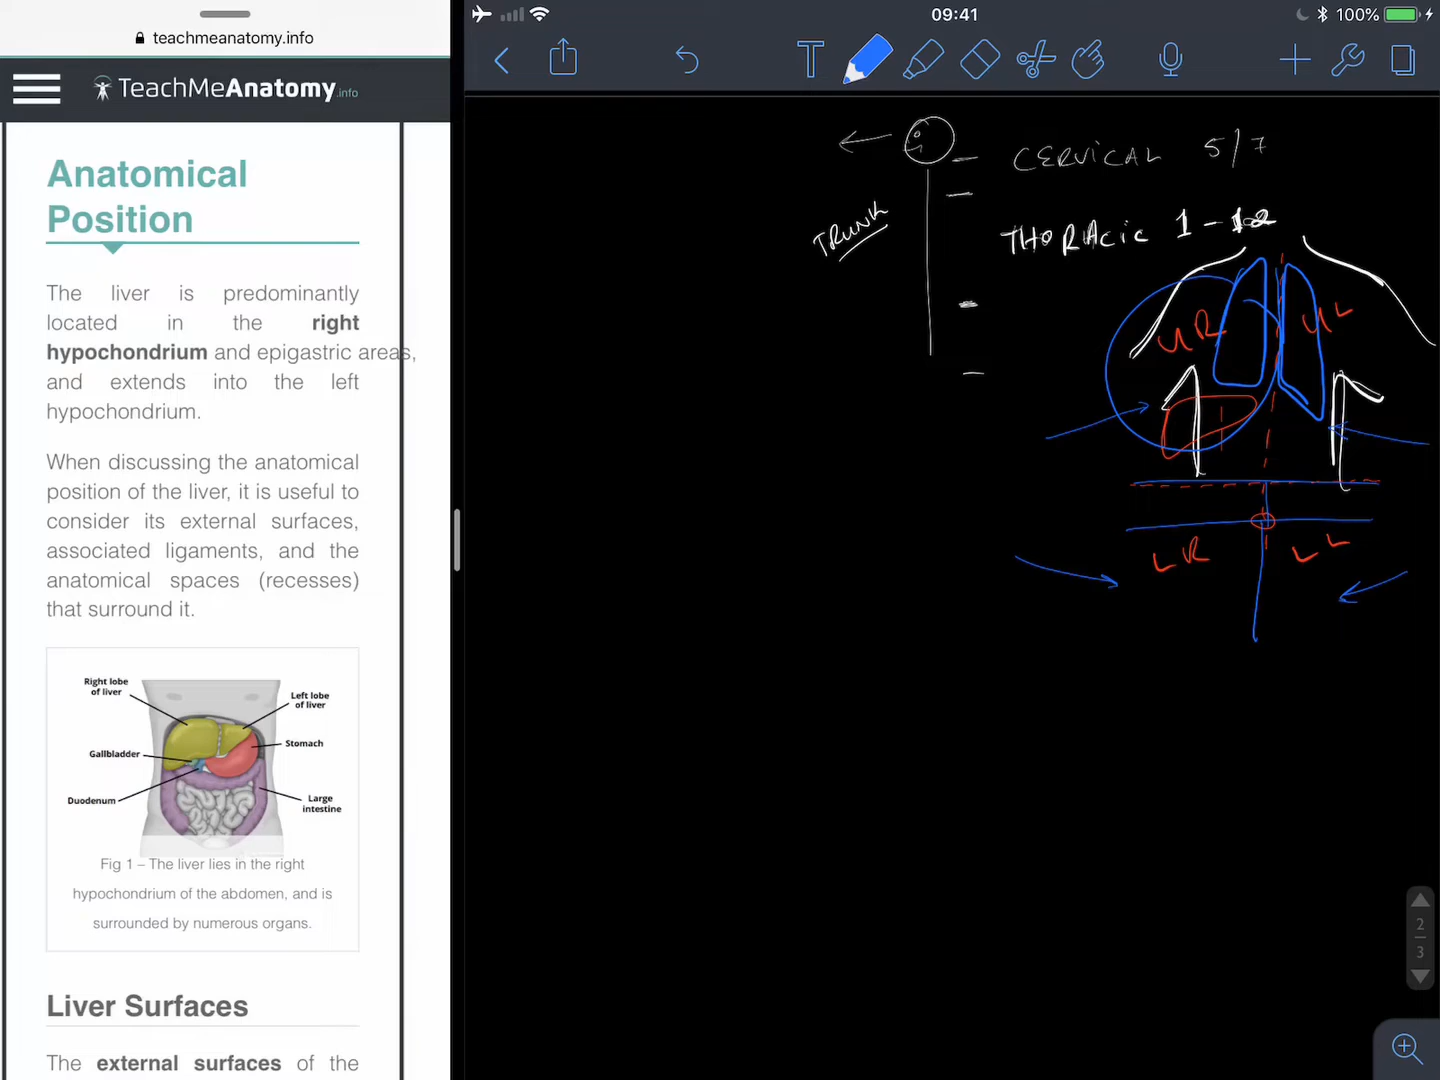 teachmeanatomy.info
TeachMeAnatomy.info
Anatomical
Position
The liver is predominantly
located in the right
hypochondrium and epigastric areas,
and extends into the left
hypochondrium.
When discussing the anatomical
position of the liver, it is useful to
consider its external surfaces,
associated ligaments, and the
anatomical spaces (recesses)
that surround it.
Right lobe
of liver
Left lobe
of liver
Gallbladder
Stomach
Duodenum
Large
intestine
Fig 1 – The liver lies in the right
hypochondrium of the abdomen, and is
surrounded by numerous organs.
Liver Surfaces
The external surfaces of the
09:41
100%
T
CERVICAL 5/7
TRUNK
THORACIC 1-12
UR
UL
LR
LL
2
3